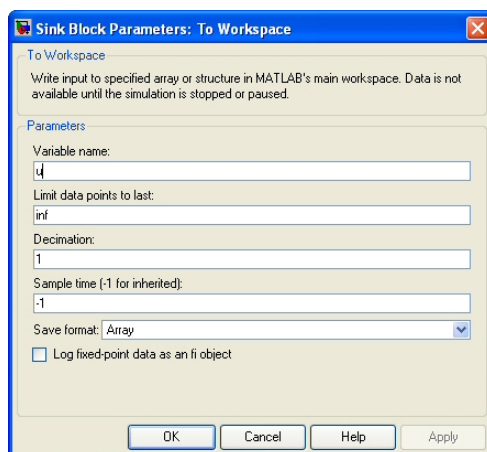 Sink Block Parameters: To Workspace
To Workspace
Write input to specified array or structure in MATLAB's main workspace. Data is not
available until the simulation is stopped or paused.
Parameters
Variable name:
u
Limit data points to last:
inf
Decimation:
1
Sample time (-1 for inherited):
-1
Save format: Array
Log fixed-point data as an fi object
OK Cancel Help Apply